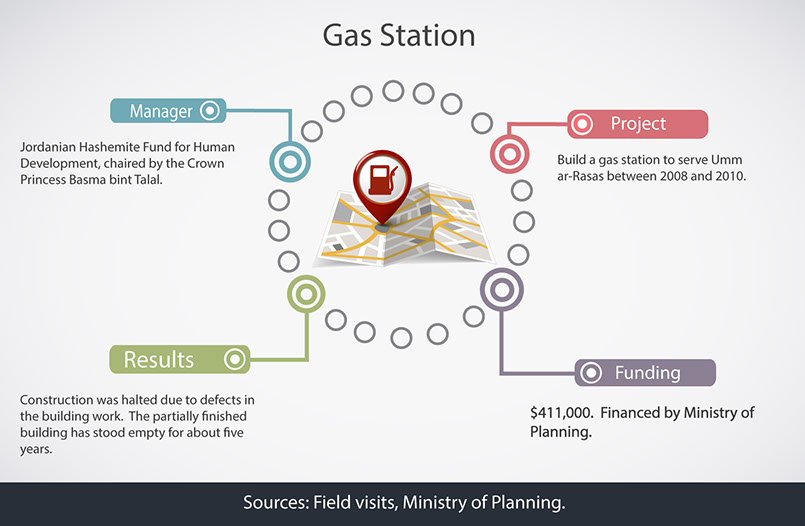 Gas Station
Manager
Jordanian Hashemite Fund for Human
Development, chaired by the Crown
Princess Basma bint Talal.
Project
Build a gas station to serve Umm
ar-Rasas between 2008 and 2010.
Results
Construction was halted due to defects in
the building work.  The partially finished
building has stood empty for about five
years.
Funding
$411,000.  Financed by Ministry of
Planning.
Sources: Field visits, Ministry of Planning.